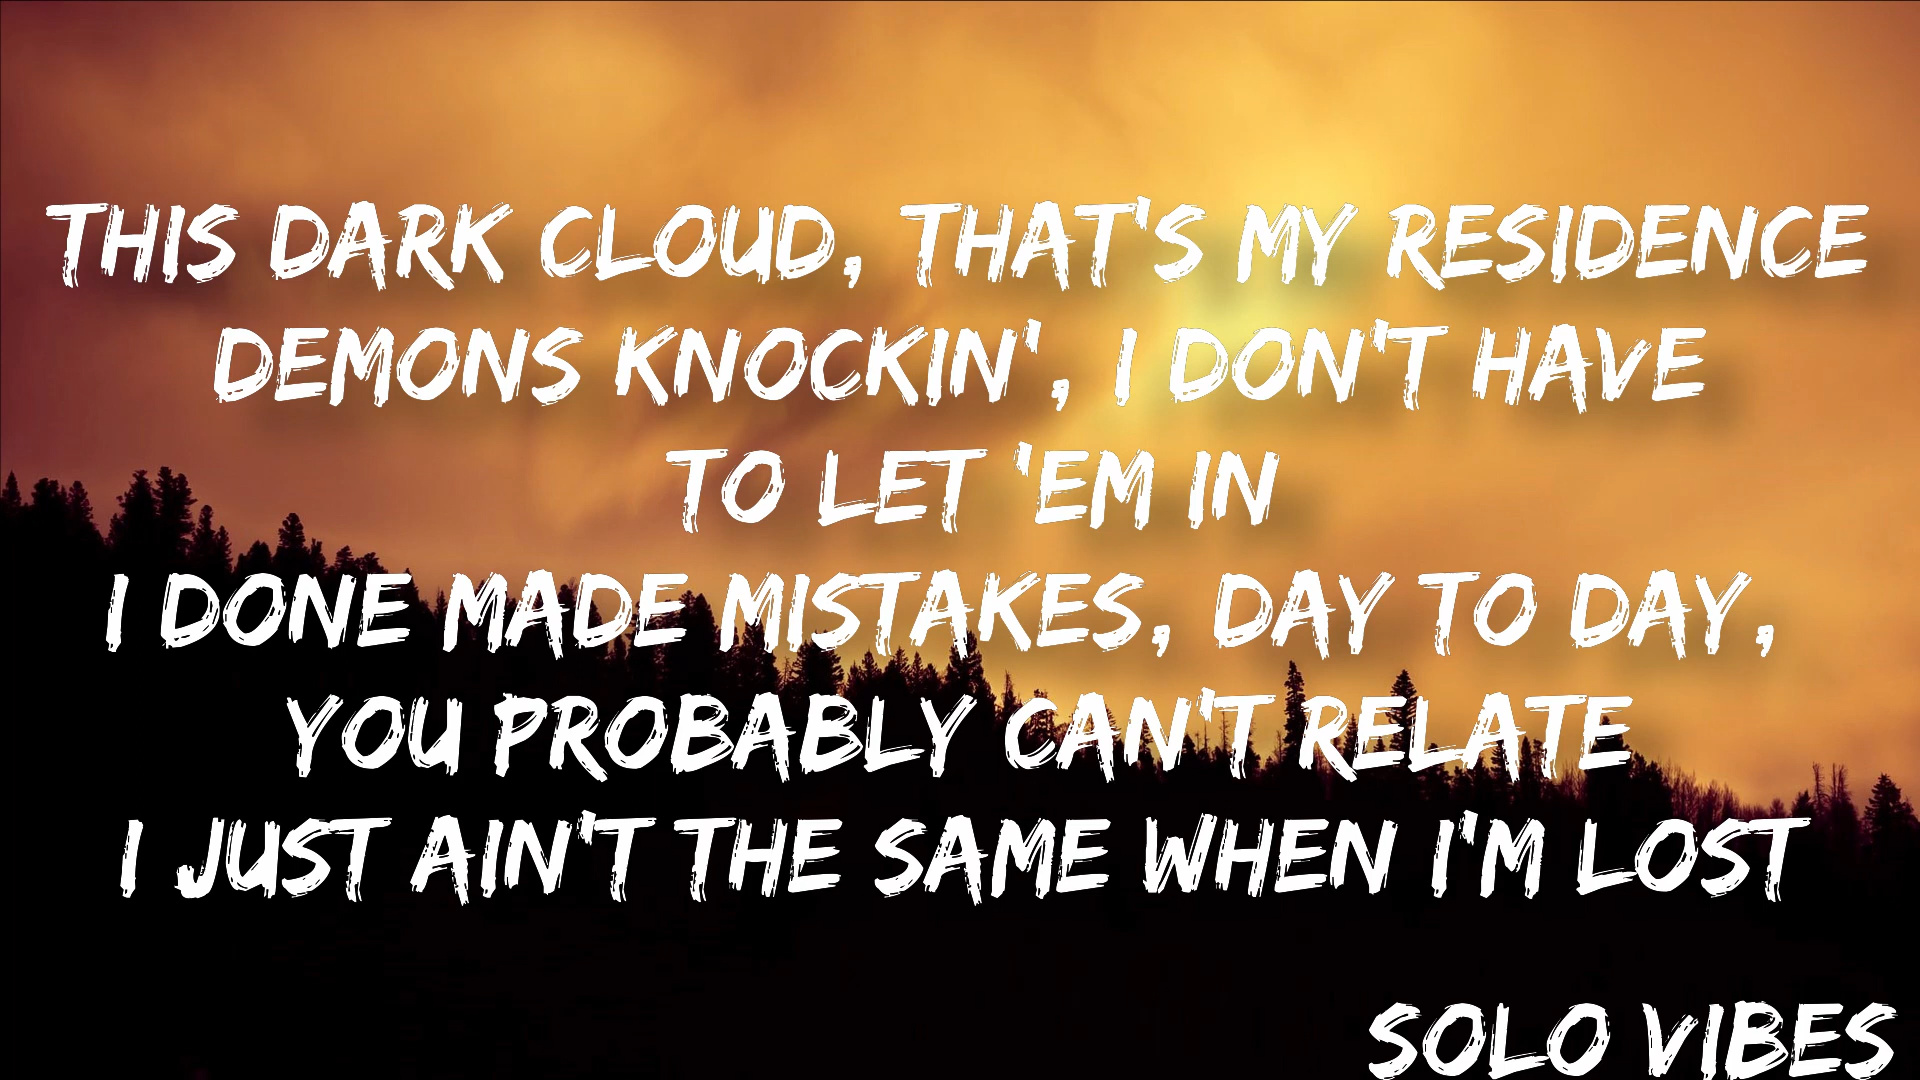 THIS DARK CLOUD, THAT'S MY RESIDENCE
DEMONS KNOCKIN', I DON'T HAVE
TO LET 'EM IN
I DONE MADE MISTAKES, DAY TO DAY,
YOU PROBABLY CAN'T RELATE
I JUST AIN'T THE SAME WHEN I'M LOST
SOLO VIBES